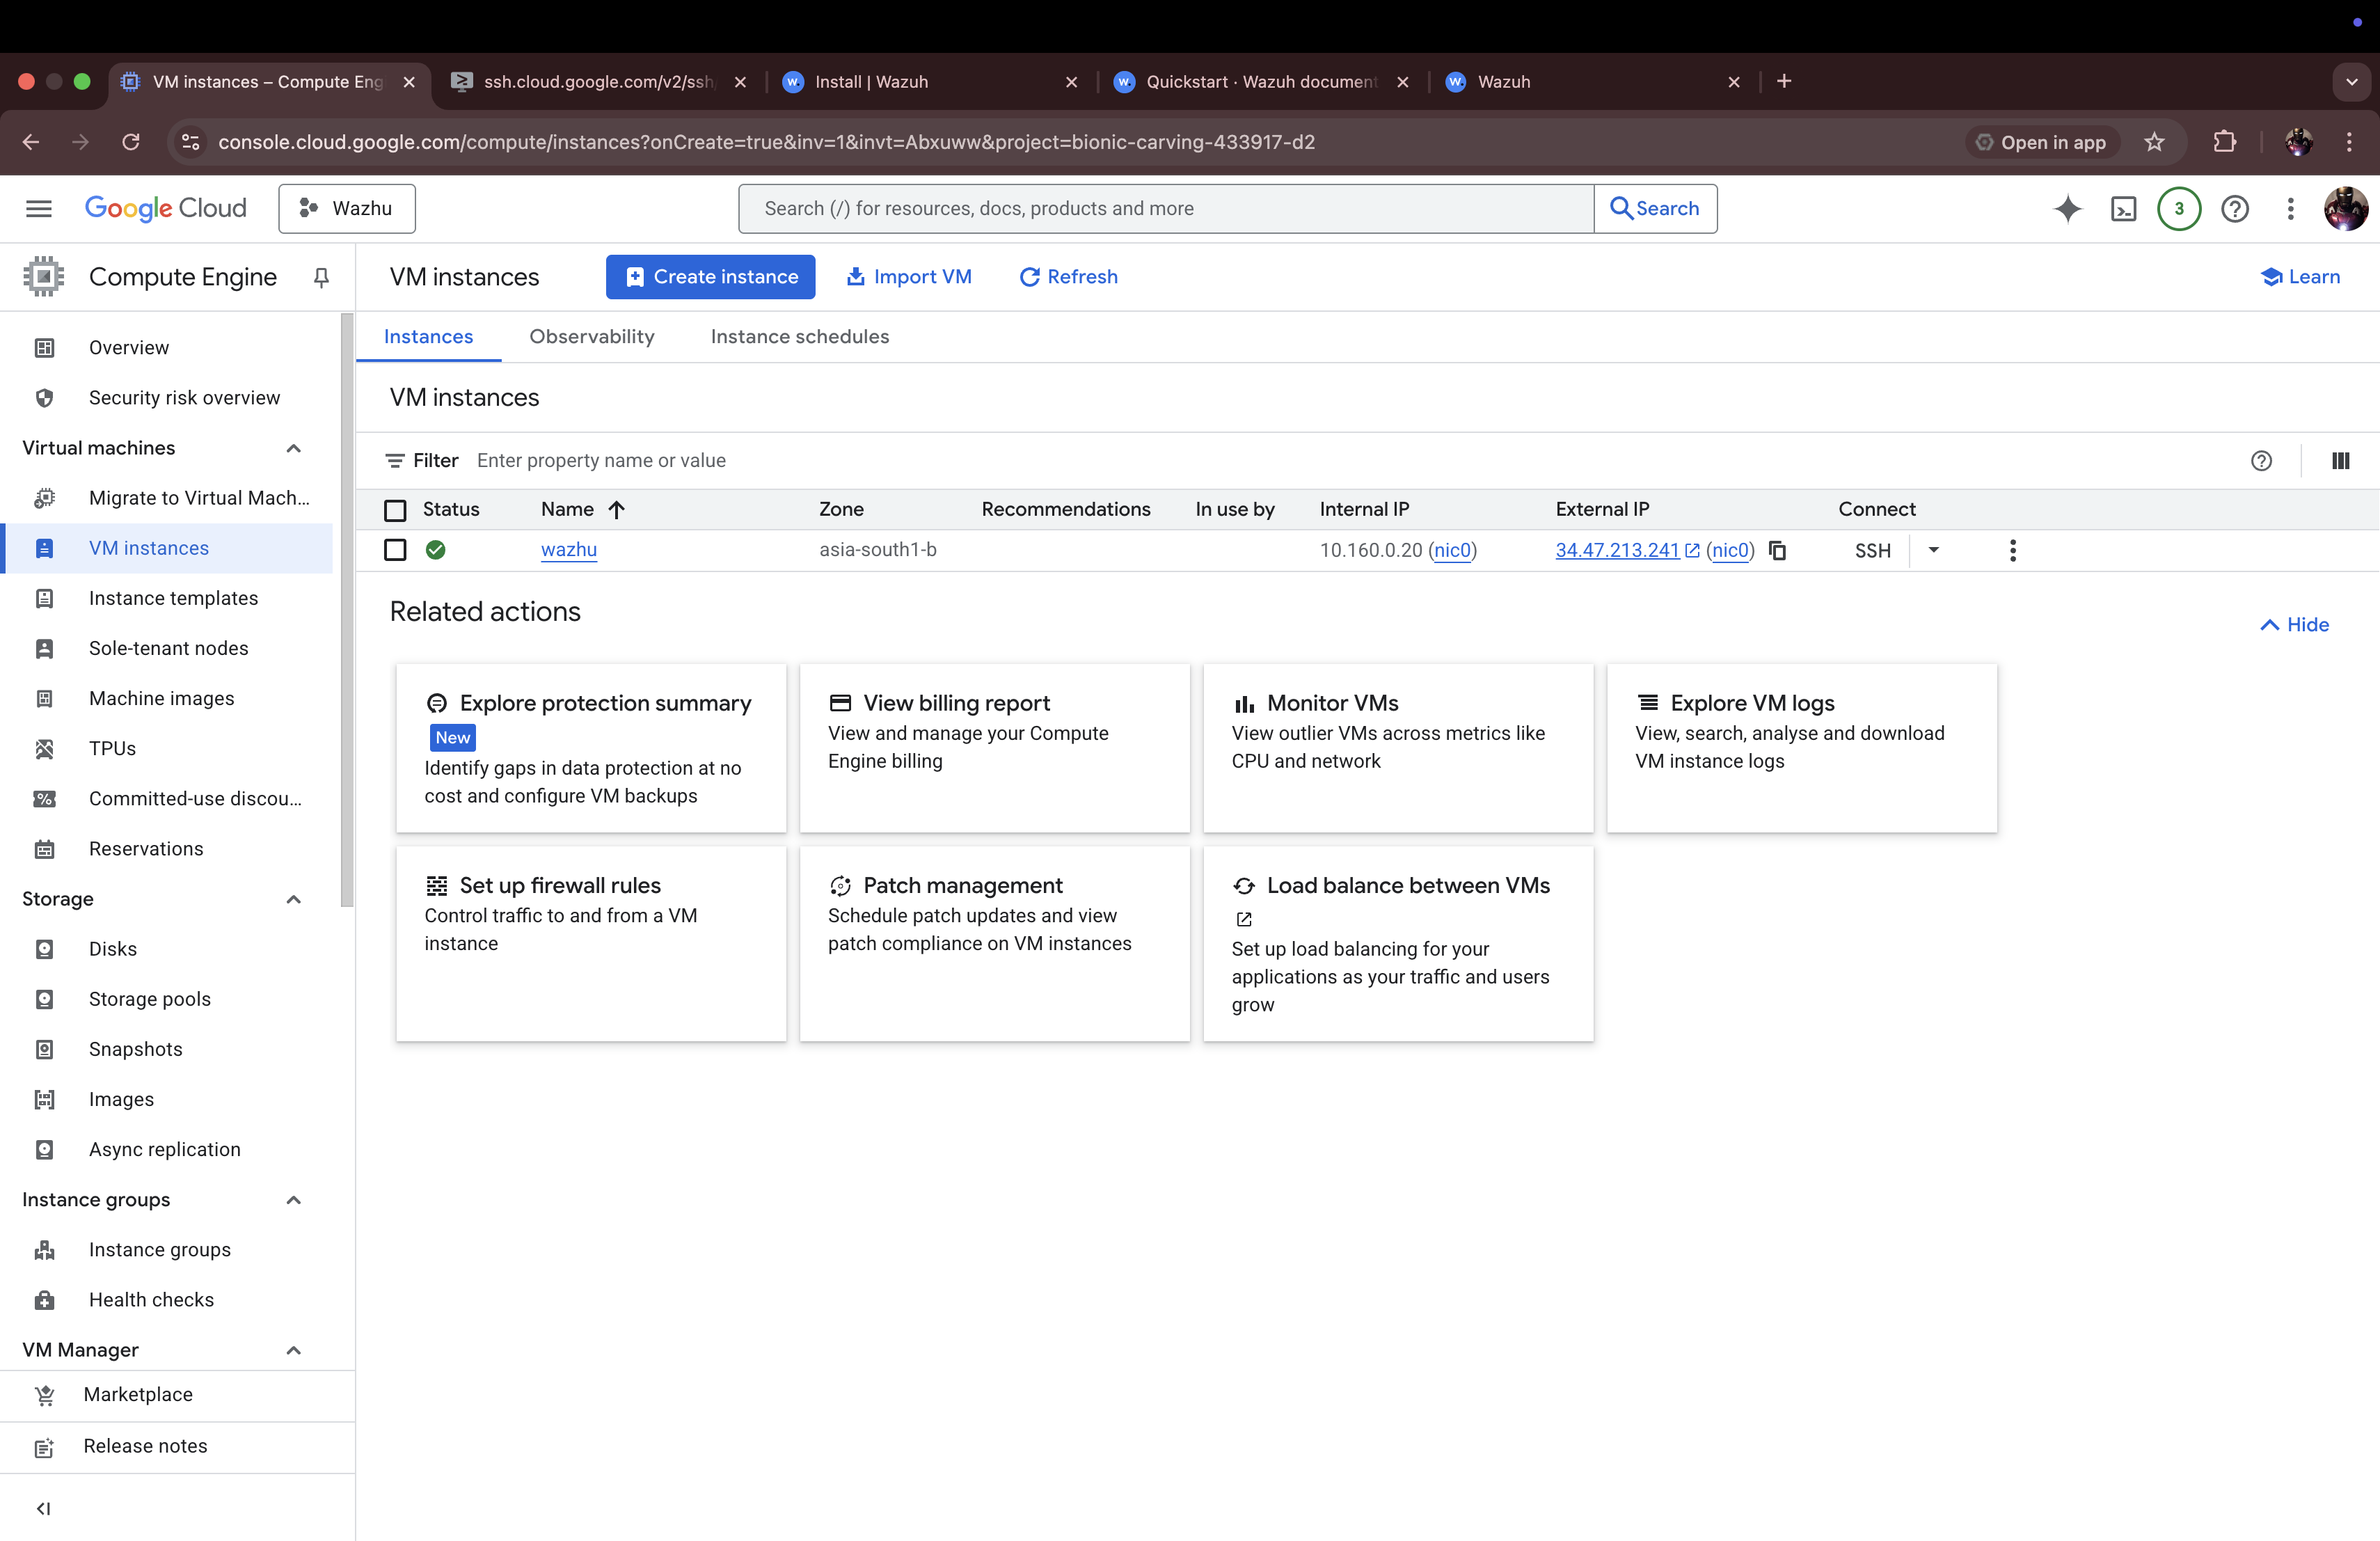 VM instances – Compute Eng
ssh.cloud.google.com/v2/ssh/
Install | Wazuh
Quickstart · Wazuh document
Wazuh
console.cloud.google.com/compute/instances?onCreate=true&inv=1&invt=Abxuww&project=bionic-carving-433917-d2
Open in app
Google Cloud
Wazhu
Search (/) for resources, docs, products and more
Search
3
Compute Engine
VM instances
Create instance
Import VM
Refresh
Learn
Overview
Security risk overview
Virtual machines
Migrate to Virtual Mach...
VM instances
Instance templates
Sole-tenant nodes
Machine images
TPUs
Committed-use discou...
Reservations
Storage
Disks
Storage pools
Snapshots
Images
Async replication
Instance groups
Instance groups
Health checks
VM Manager
Marketplace
Release notes
Instances
Observability
Instance schedules
VM instances
Filter
Enter property name or value
Status
Name
Zone
Recommendations
In use by
Internal IP
External IP
Connect
wazhu
asia-south1-b
10.160.0.20 (nic0)
34.47.213.241 (nic0)
SSH
Related actions
Hide
Explore protection summary
New
Identify gaps in data protection at no
cost and configure VM backups
View billing report
View and manage your Compute
Engine billing
Monitor VMs
View outlier VMs across metrics like
CPU and network
Explore VM logs
View, search, analyse and download
VM instance logs
Set up firewall rules
Control traffic to and from a VM
instance
Patch management
Schedule patch updates and view
patch compliance on VM instances
Load balance between VMs
Set up load balancing for your
applications as your traffic and users
grow